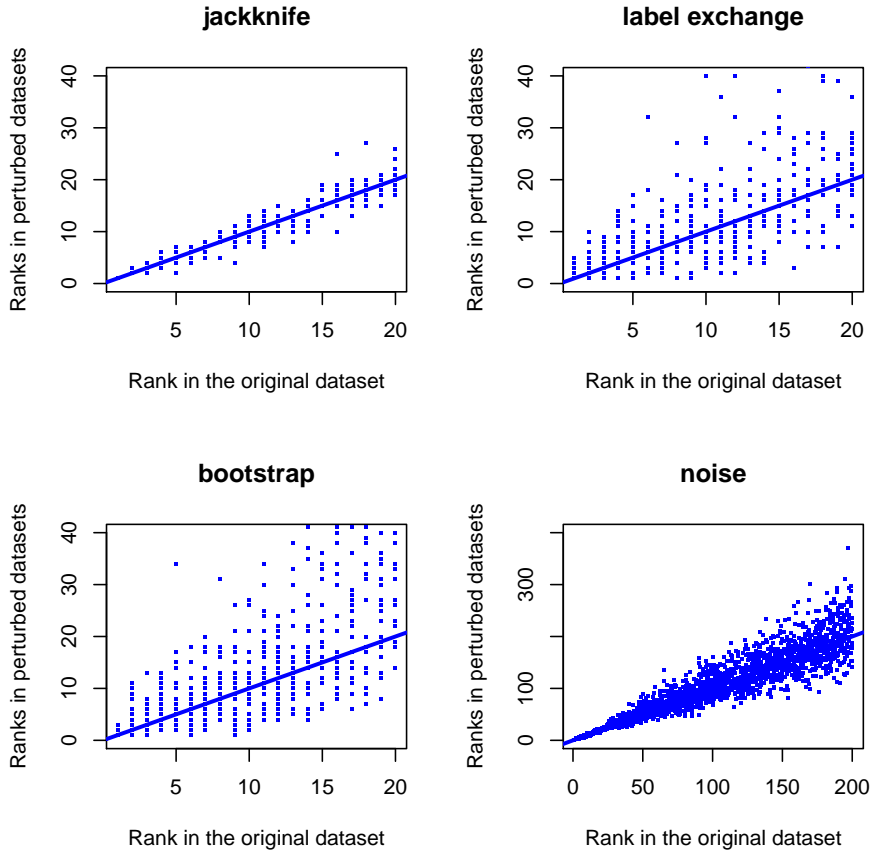 jackknife
Ranks in perturbed datasets
0 10 20 30 40
5 10 15 20
Rank in the original dataset
label exchange
Ranks in perturbed datasets
0 10 20 30 40
5 10 15 20
Rank in the original dataset
bootstrap
Ranks in perturbed datasets
0 10 20 30 40
5 10 15 20
Rank in the original dataset
noise
Ranks in perturbed datasets
0 100 300
0 50 100 150 200
Rank in the original dataset